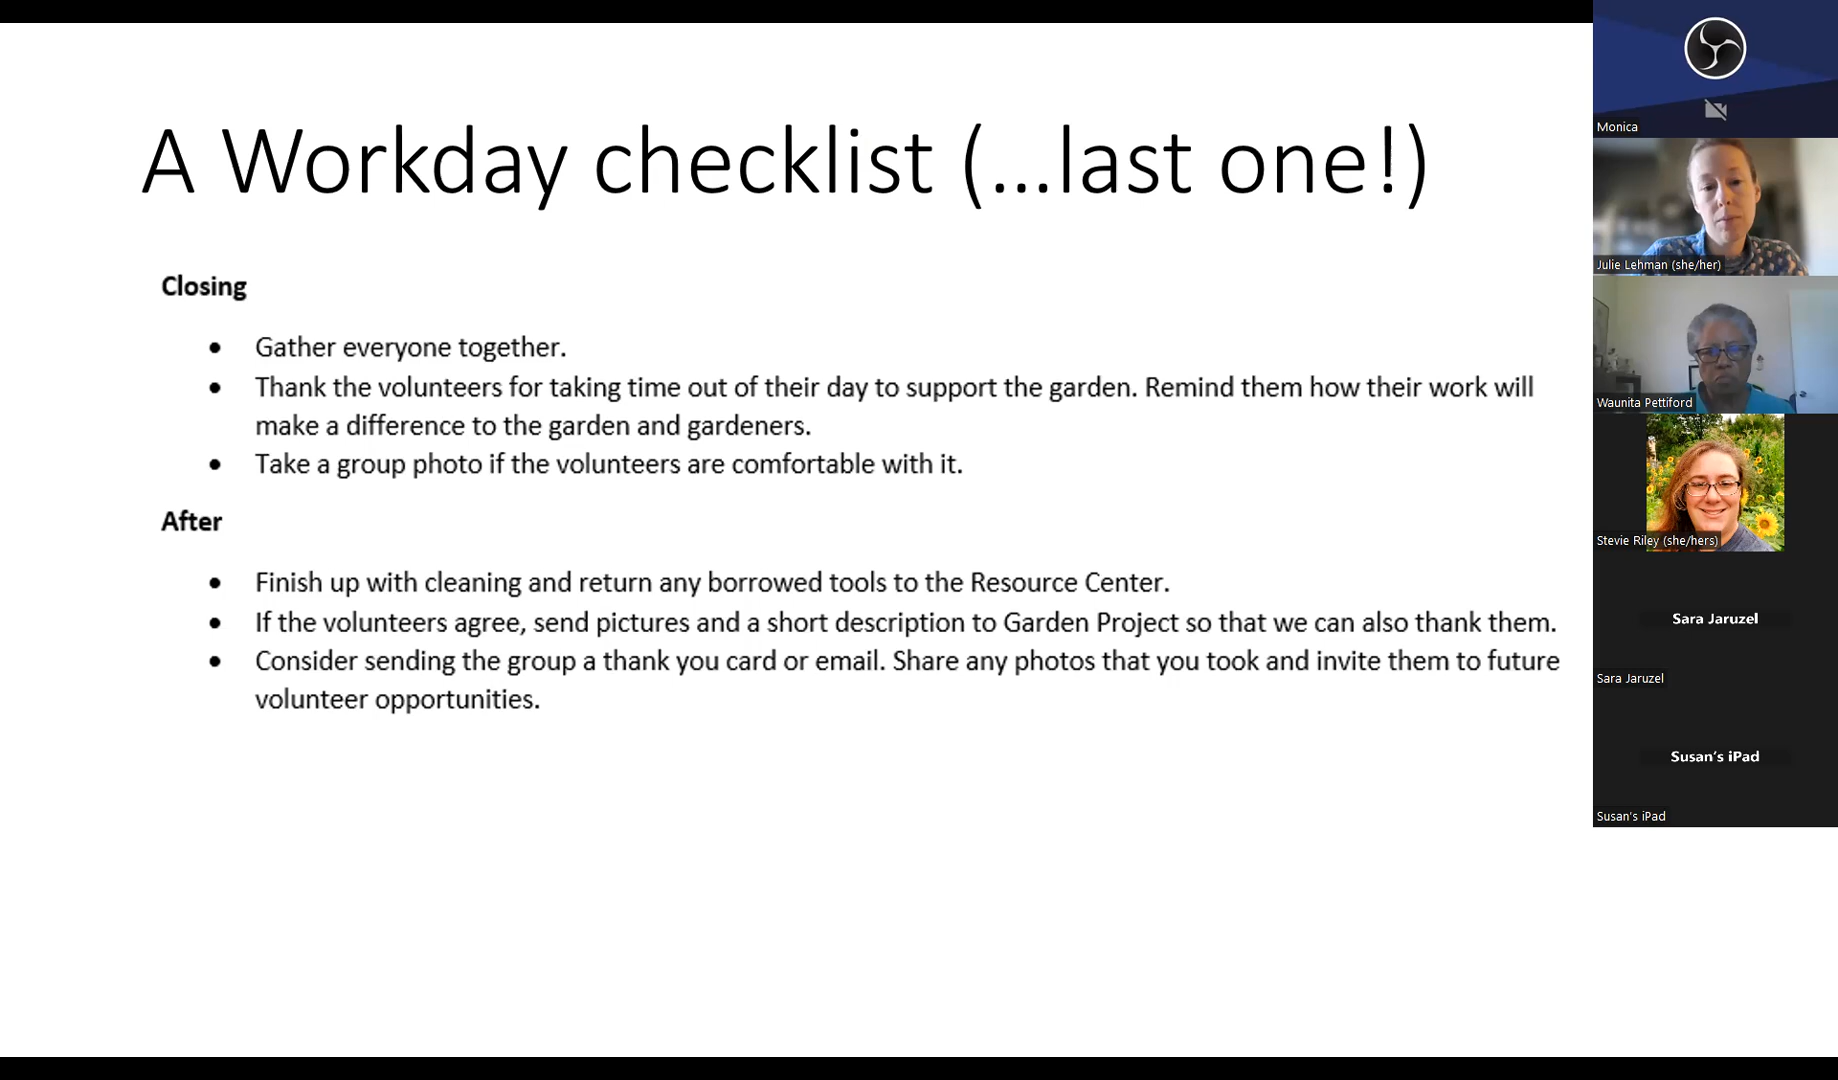 A Workday checklist (...last one!)
Closing
• Gather everyone together.
• Thank the volunteers for taking time out of their day to support the garden. Remind them how their work will
make a difference to the garden and gardeners.
• Take a group photo if the volunteers are comfortable with it.
After
• Finish up with cleaning and return any borrowed tools to the Resource Center.
• If the volunteers agree, send pictures and a short description to Garden Project so that we can also thank them.
• Consider sending the group a thank you card or email. Share any photos that you took and invite them to future
volunteer opportunities.
Monica
Julie Lehman (she/her)
Waunita Pettiford
Stevie Riley (she/hers)
Sara Jaruzel
Sara Jaruzel
Susan's iPad
Susan's iPad